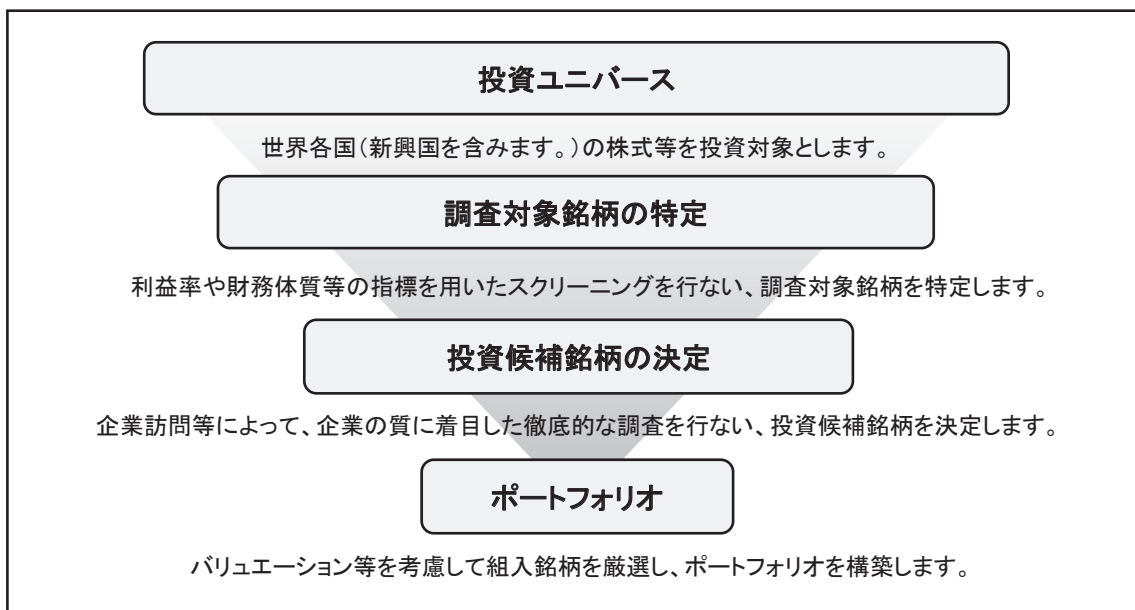 投資ユニバース
世界各国(新興国を含みます。)の株式等を投資対象とします。
調査対象銘柄の特定
利益率や財務体質等の指標を用いたスクリーニングを行ない、調査対象銘柄を特定します。
投資候補銘柄の決定
企業訪問等によって、企業の質に着目した徹底的な調査を行ない、投資候補銘柄を決定します。
ポートフォリオ
バリュエーション等を考慮して組入銘柄を厳選し、ポートフォリオを構築します。